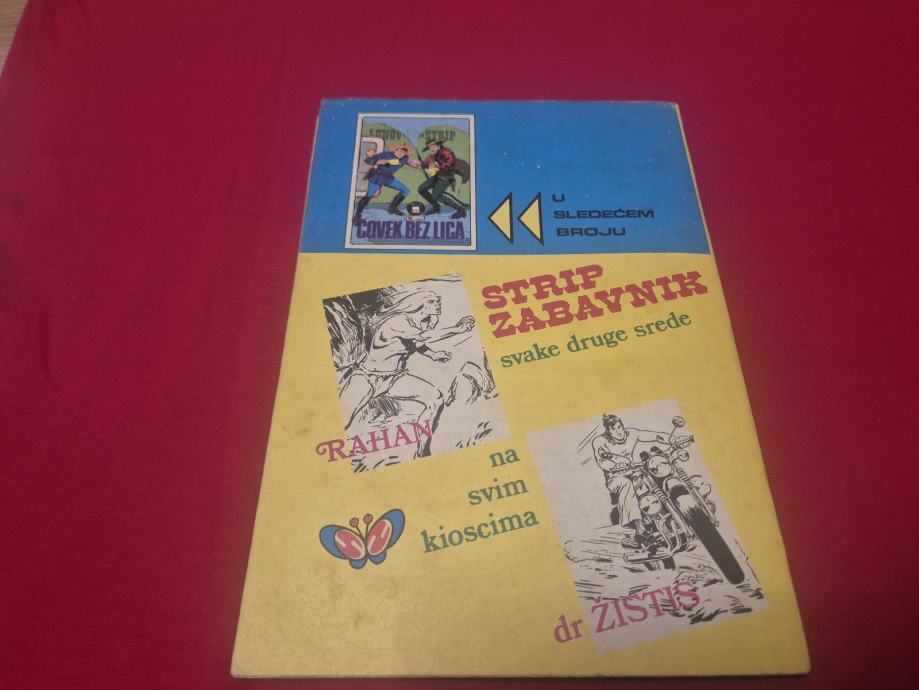 LUNOV STRIP
ČOVEK BEZ LICA
U
SLEDEĆEM
BROJU
STRIP
ZABAVNIK
svake druge srede
RAHAN
na
svim
kioscima
dr ŽISTIS